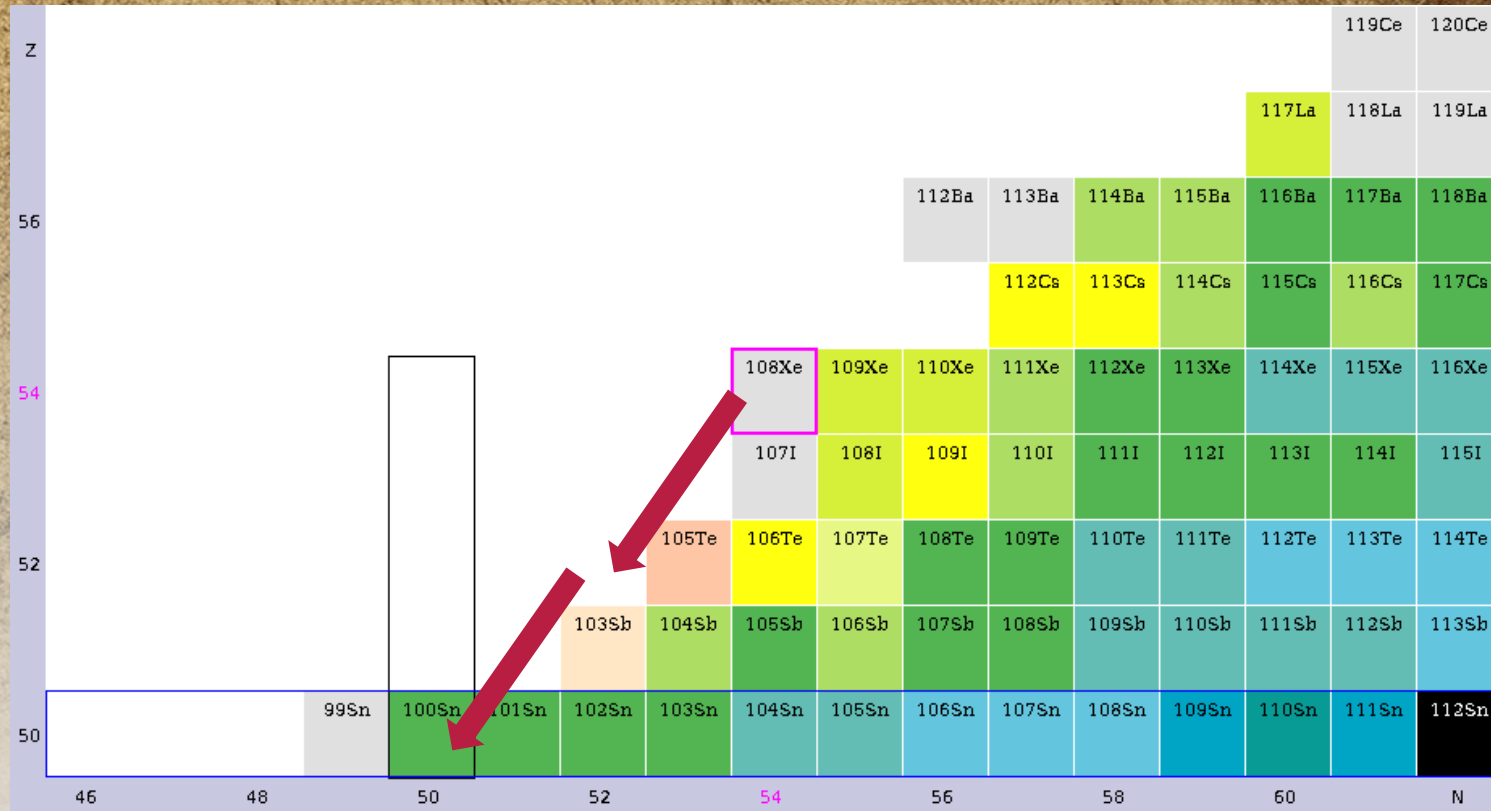 119Ce 120Ce
Z
117La 118La 119La
112Ba 113Ba 114Ba 115Ba 116Ba 117Ba 118Ba
56
112Cs 113Cs 114Cs 115Cs 116Cs 117Cs
108Xe 109Xe 110Xe 111Xe 112Xe 113Xe 114Xe 115Xe 116Xe
54
107I 108I 109I 110I 111I 112I 113I 114I 115I
105Te 106Te 107Te 108Te 109Te 110Te 111Te 112Te 113Te 114Te
52
103Sb 104Sb 105Sb 106Sb 107Sb 108Sb 109Sb 110Sb 111Sb 112Sb 113Sb
99Sn 100Sn 101Sn 102Sn 103Sn 104Sn 105Sn 106Sn 107Sn 108Sn 109Sn 110Sn 111Sn 112Sn
50
46 48 50 52 54 56 58 60 N